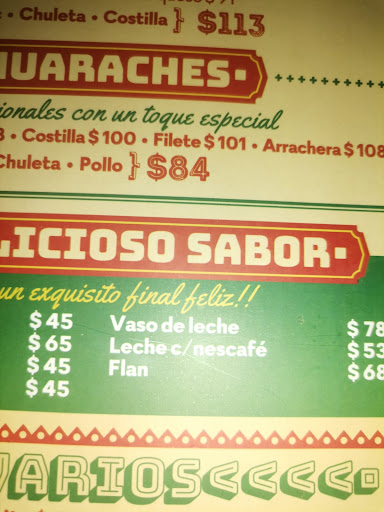 • Chuleta • Costilla } $113
HUARACHES
con un toque especial
• Costilla $100 • Filete $101 • Arrachera $108
Chuleta • Pollo } $84
LICIOSO SABOR
un exquisito final feliz!!
$45 Vaso de leche $78
$65 Leche c/nescafé $53
$45 Flan $68
$45
VARIOS